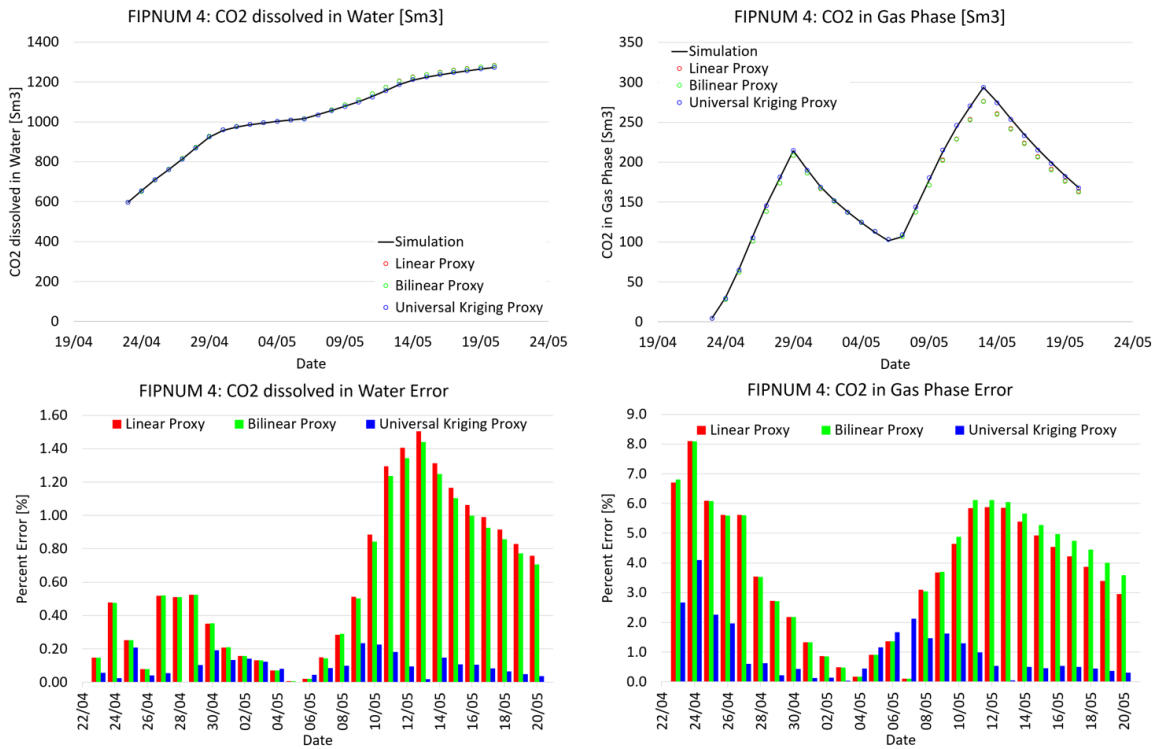 FIPNUM 4: CO2 dissolved in Water [Sm3]
1400
1200
1000
800
600
400
200
0
CO2 dissolved in Water [Sm3]
Simulation
Linear Proxy
Bilinear Proxy
Universal Kriging Proxy
19/04 24/04 29/04 04/05 09/05 14/05 19/05 24/05
Date
FIPNUM 4: CO2 in Gas Phase [Sm3]
350
300
250
200
150
100
50
0
CO2 in Gas Phase [Sm3]
Simulation
Linear Proxy
Bilinear Proxy
Universal Kriging Proxy
19/04 24/04 29/04 04/05 09/05 14/05 19/05 24/05
Date
FIPNUM 4: CO2 dissolved in Water Error
1.60
1.40
1.20
1.00
0.80
0.60
0.40
0.20
0.00
Percent Error [%]
Linear Proxy Bilinear Proxy Universal Kriging Proxy
22/04 24/04 26/04 28/04 30/04 02/05 04/05 06/05 08/05 10/05 12/05 14/05 16/05 18/05 20/05
Date
FIPNUM 4: CO2 in Gas Phase Error
9.0
8.0
7.0
6.0
5.0
4.0
3.0
2.0
1.0
0.0
Percent Error [%]
Linear Proxy Bilinear Proxy Universal Kriging Proxy
22/04 24/04 26/04 28/04 30/04 02/05 04/05 06/05 08/05 10/05 12/05 14/05 16/05 18/05 20/05
Date